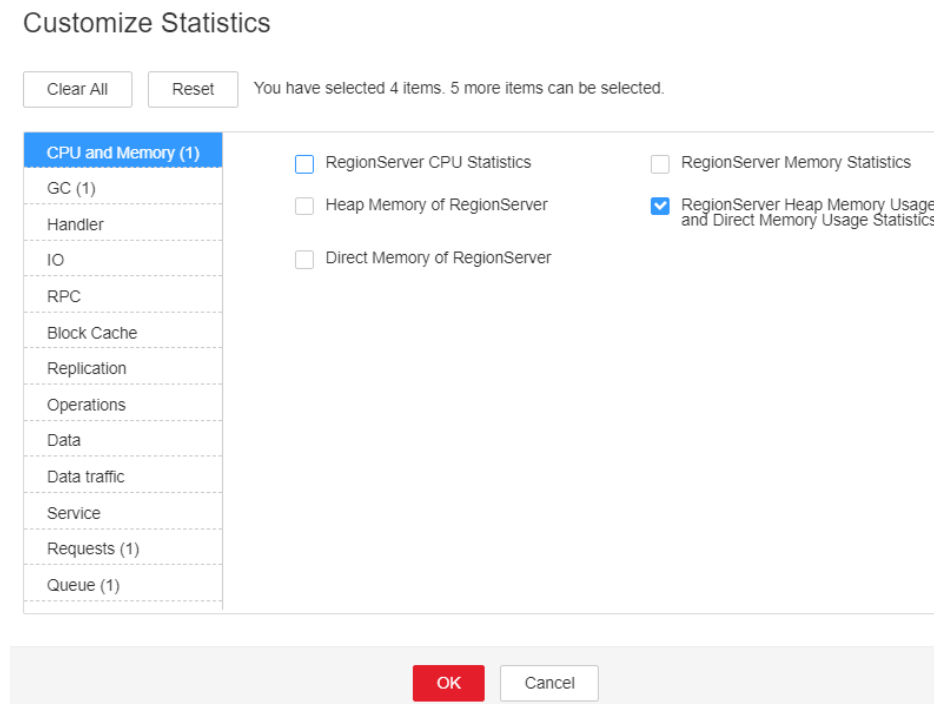 Customize Statistics
Clear All
Reset
You have selected 4 items. 5 more items can be selected.
CPU and Memory (1)
GC (1)
Handler
IO
RPC
Block Cache
Replication
Operations
Data
Data traffic
Service
Requests (1)
Queue (1)
RegionServer CPU Statistics
RegionServer Memory Statistics
Heap Memory of RegionServer
RegionServer Heap Memory Usage
and Direct Memory Usage Statistics
Direct Memory of RegionServer
OK
Cancel